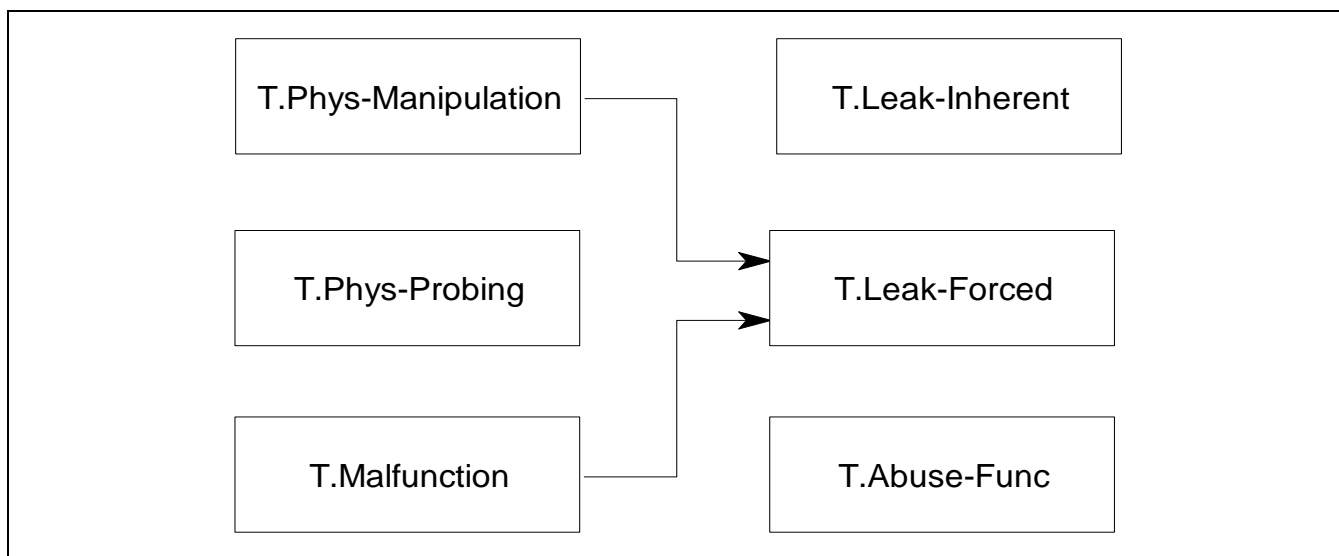 T.Phys-Manipulation
T.Leak-Inherent
T.Phys-Probing
T.Leak-Forced
T.Malfunction
T.Abuse-Func